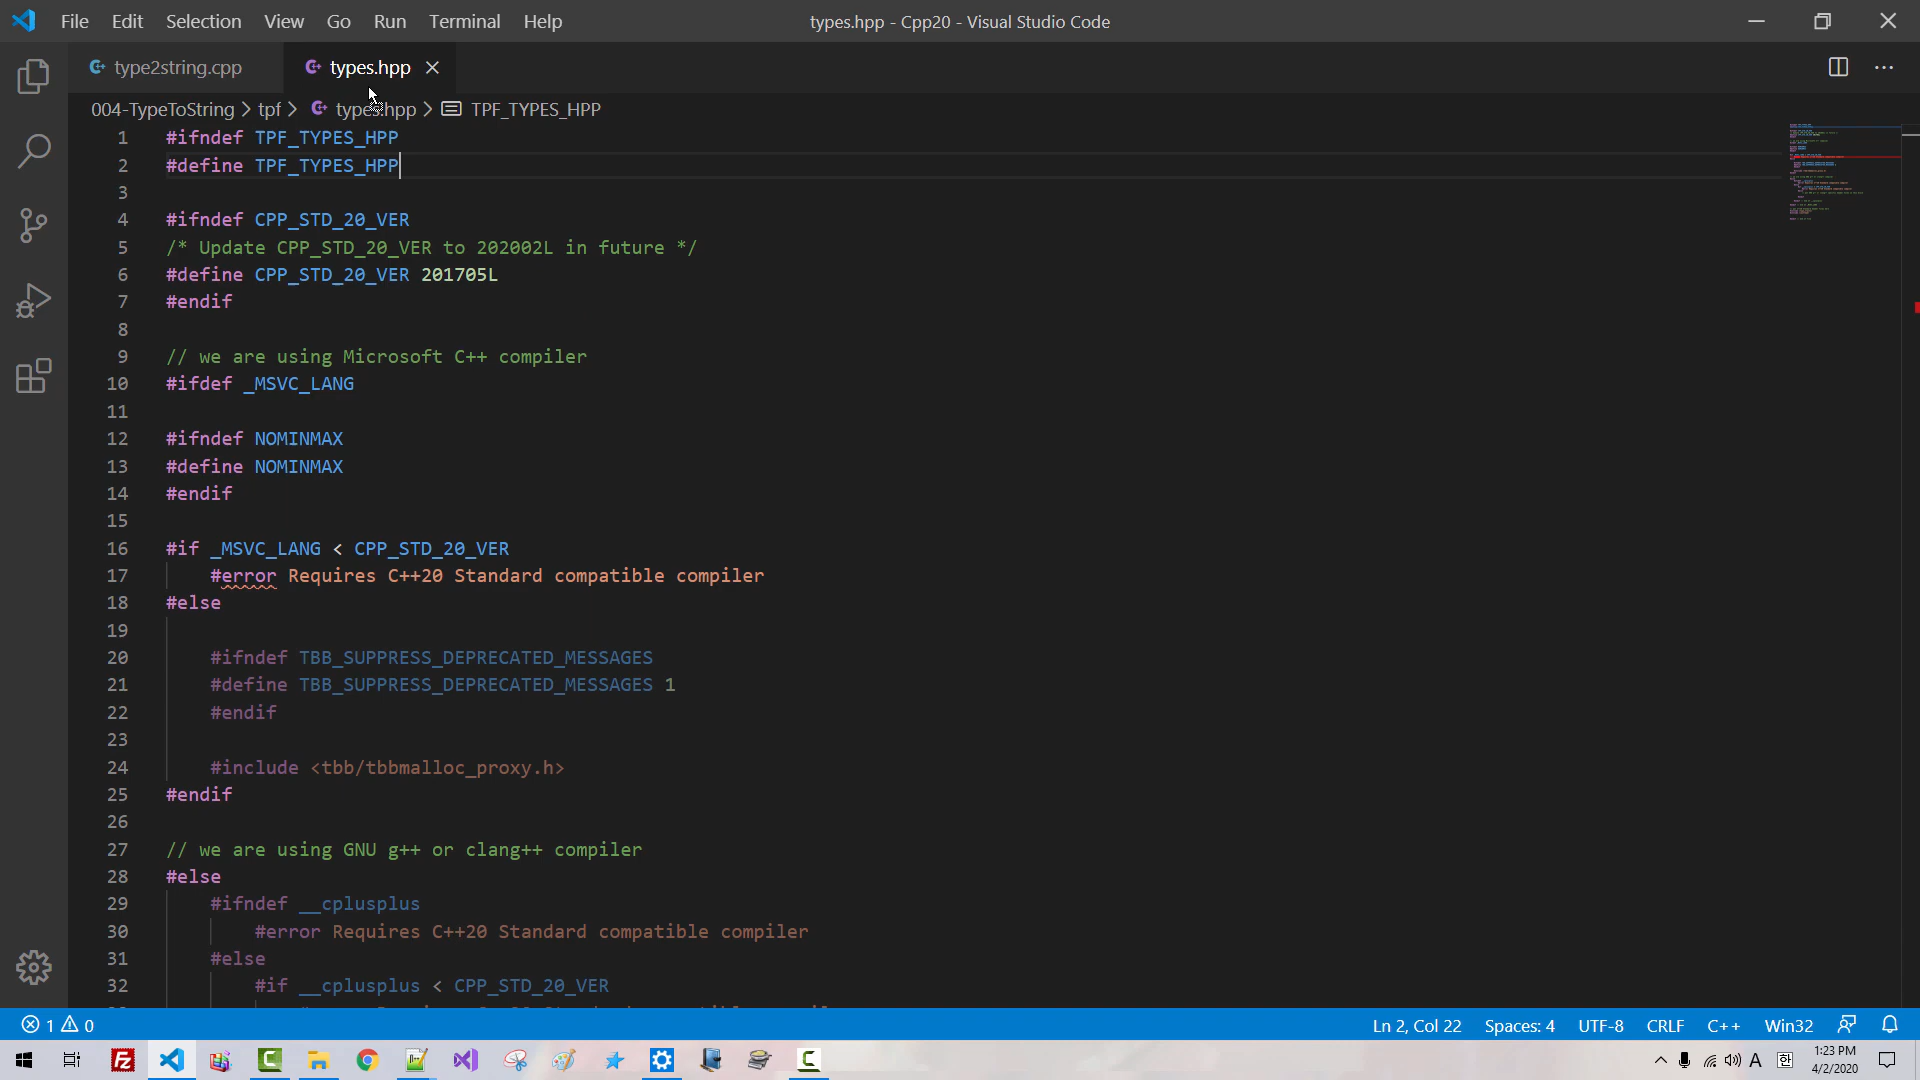 File Edit Selection View Go Run Terminal Help
types.hpp - Cpp20 - Visual Studio Code
type2string.cpp
types.hpp
004-TypeToString > tpf > types.hpp > TPF_TYPES_HPP
1 #ifndef TPF_TYPES_HPP
2 #define TPF_TYPES_HPP
3
4 #ifndef CPP_STD_20_VER
5 /* Update CPP_STD_20_VER to 202002L in future */
6 #define CPP_STD_20_VER 201705L
7 #endif
8
9 // we are using Microsoft C++ compiler
10 #ifdef _MSVC_LANG
11
12 #ifndef NOMINMAX
13 #define NOMINMAX
14 #endif
15
16 #if _MSVC_LANG < CPP_STD_20_VER
17 #error Requires C++20 Standard compatible compiler
18 #else
19
20 #ifndef TBB_SUPPRESS_DEPRECATED_MESSAGES
21 #define TBB_SUPPRESS_DEPRECATED_MESSAGES 1
22 #endif
23
24 #include <tbb/tbbmalloc_proxy.h>
25 #endif
26
27 // we are using GNU g++ or clang++ compiler
28 #else
29 #ifndef __cplusplus
30 #error Requires C++20 Standard compatible compiler
31 #else
32 #if __cplusplus < CPP_STD_20_VER
1 0
Ln 2, Col 22 Spaces: 4 UTF-8 CRLF C++ Win32
A 한
1:23 PM
4/2/2020